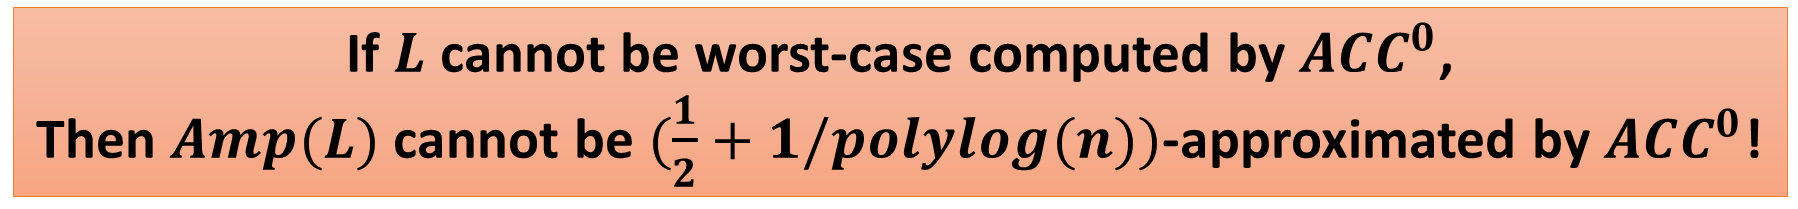 If L cannot be worst-case computed by ACC⁰,
Then Amp(L) cannot be (1/2 + 1/polylog(n))-approximated by ACC⁰!